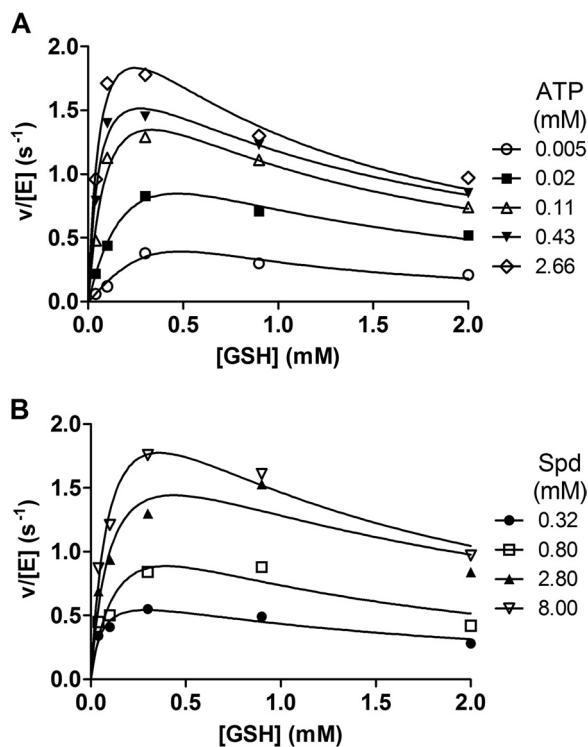 A
2.0
1.5
1.0
0.5
0.0
v/[E] (s⁻¹)
0.0 0.5 1.0 1.5 2.0
[GSH] (mM)
ATP
(mM)
0.005
0.02
0.11
0.43
2.66
B
2.0
1.5
1.0
0.5
0.0
v/[E] (s⁻¹)
0.0 0.5 1.0 1.5 2.0
[GSH] (mM)
Spd
(mM)
0.32
0.80
2.80
8.00